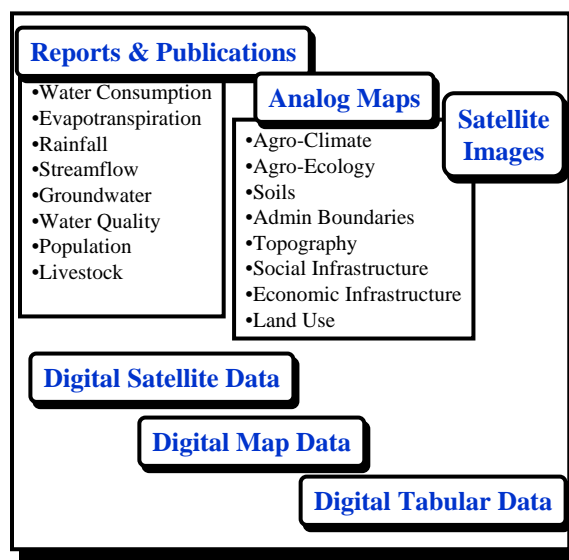 Reports & Publications
•Water Consumption
•Evapotranspiration
•Rainfall
•Streamflow
•Groundwater
•Water Quality
•Population
•Livestock
Analog Maps
•Agro-Climate
•Agro-Ecology
•Soils
•Admin Boundaries
•Topography
•Social Infrastructure
•Economic Infrastructure
•Land Use
Satellite
Images
Digital Satellite Data
Digital Map Data
Digital Tabular Data